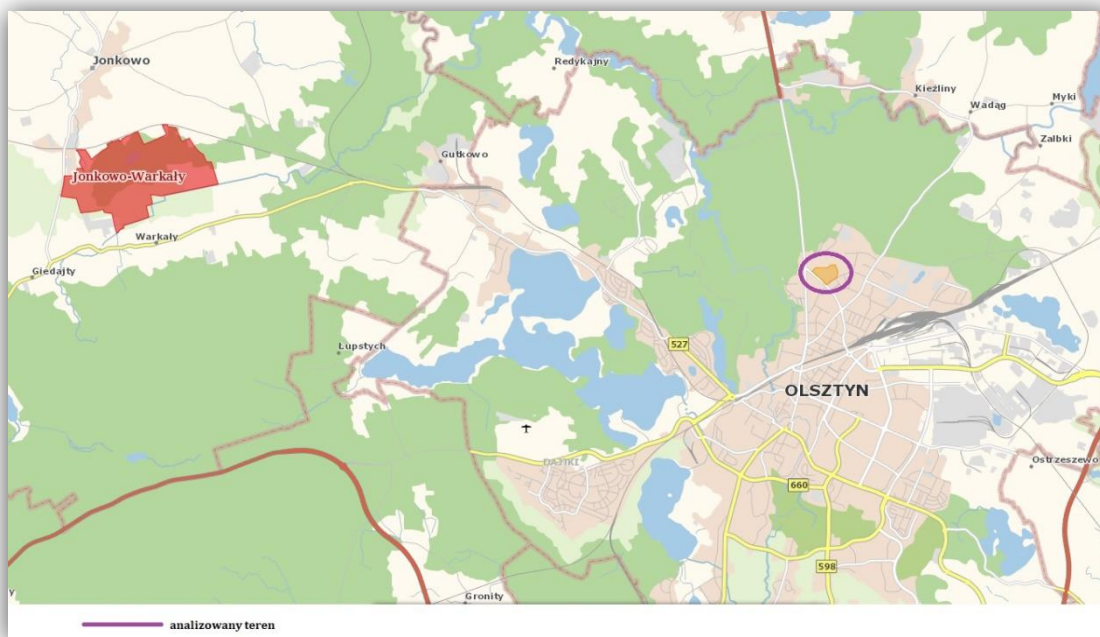 Jonkowo
Redykajny
Kieźliny
Myki
Wadąg
Zalbki
Gutkowo
Jonkowo-Warkały
Warkały
Giedajty
Łupstych
527
OLSZTYN
DAJTKI
Ostrzeszewo
660
598
Gronity
y
analizowany teren